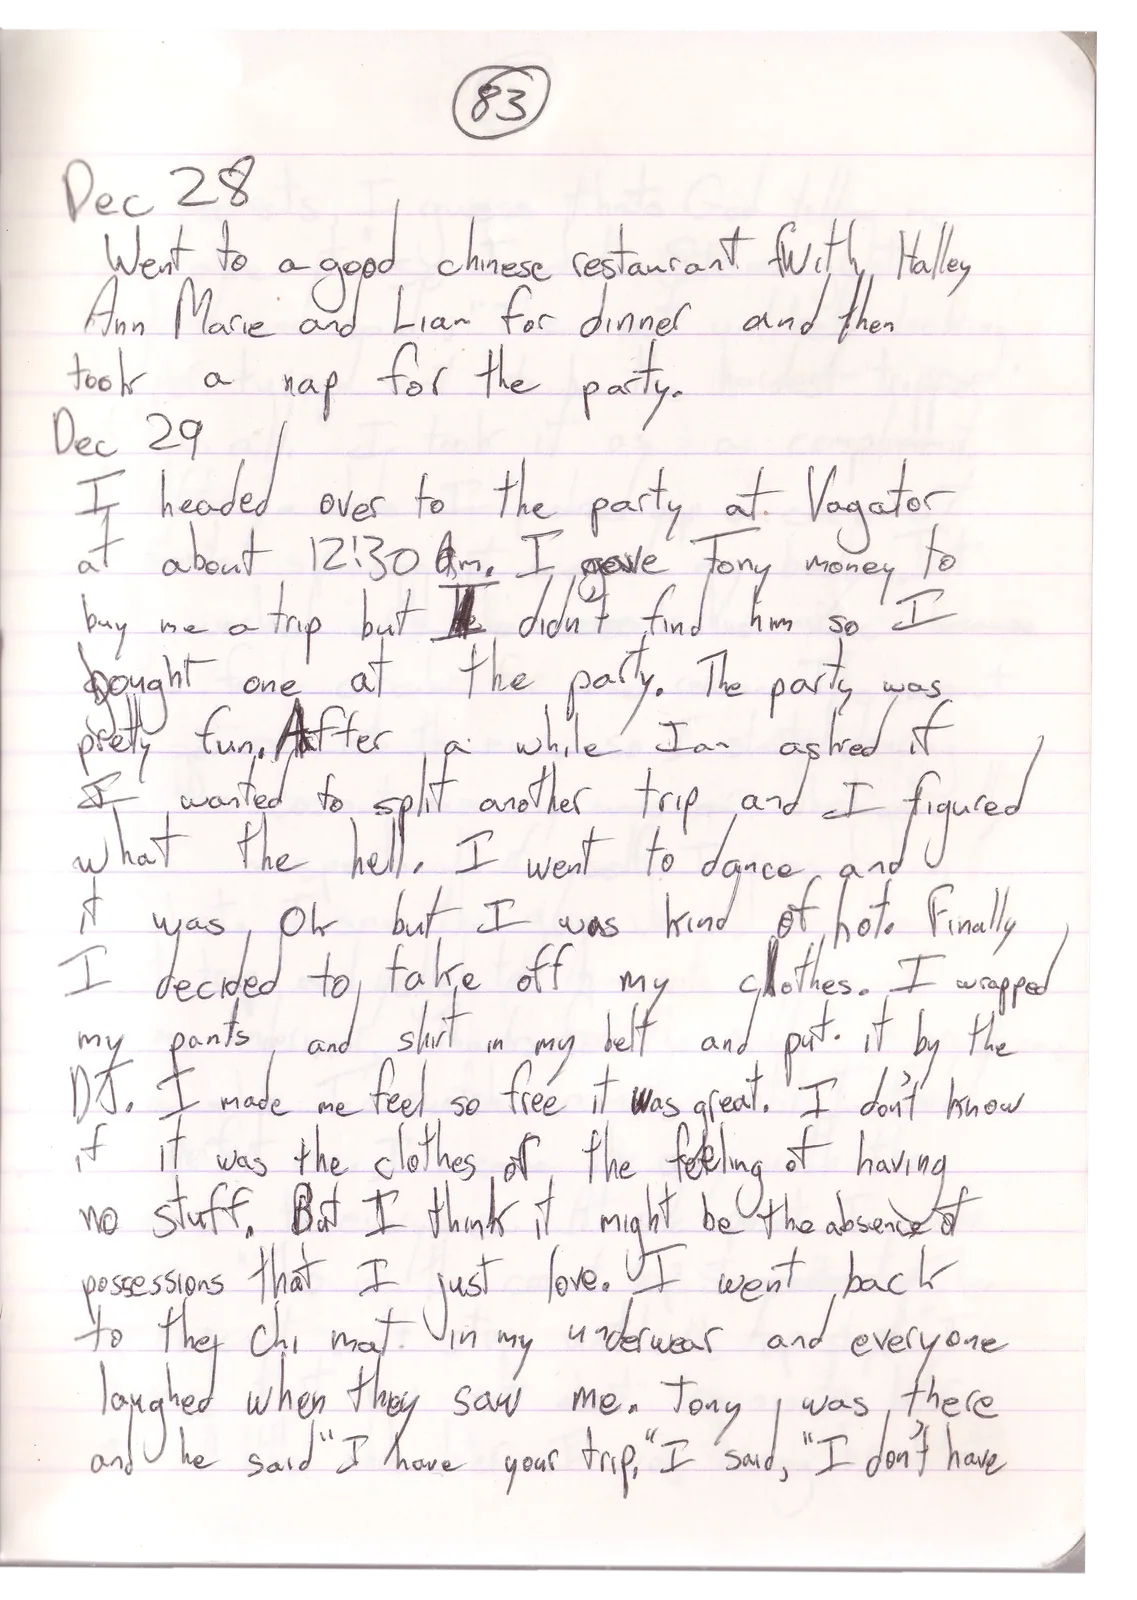 83
Dec 28
Went to a good chinese restaurant With Halley
Ann Marie and Liam for dinner and then
took a nap for the party.
Dec 29
I headed over to the party at Vagator
at about 12:30 Am. I gave Tony money to
buy me a trip but I didn't find him so I
bought one at the party. The party was
pretty fun. After a while Ian asked if
I wanted to split another trip and I figured
what the hell. I went to dance and
it was Ok but I was kind of hot. Finally
I decided to take off my clothes. I wrapped
my pants and shirt in my belt and put it by the
DJ. I made me feel so free it was great. I don't know
if it was the clothes or the feeling of having
no stuff. But I think it might be the absence of
possessions that I just love. I went back
to the chi mat in my underwear and everyone
laughed when they saw me. Tony was there
and he said "I have your trip," I said, "I don't have